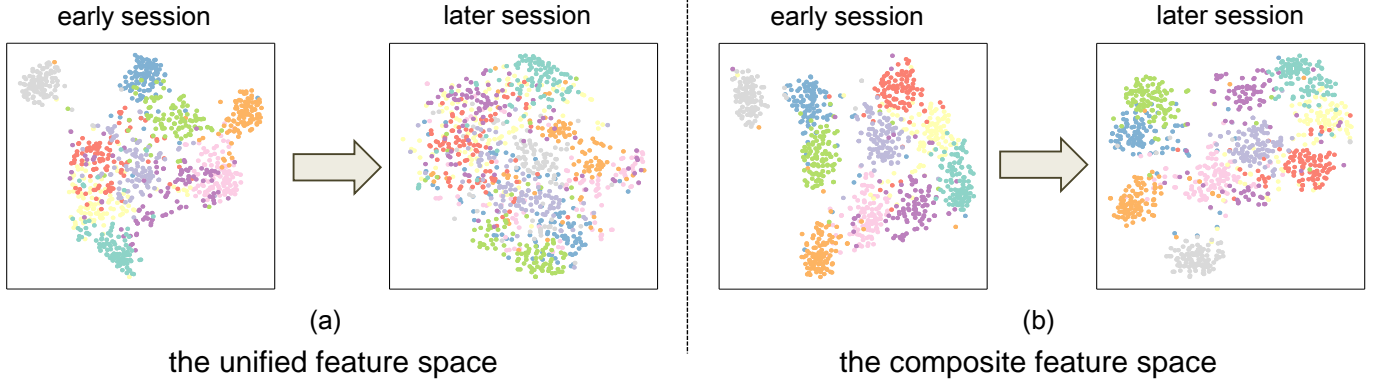 early session
later session
early session
later session
(a)
(b)
the unified feature space
the composite feature space